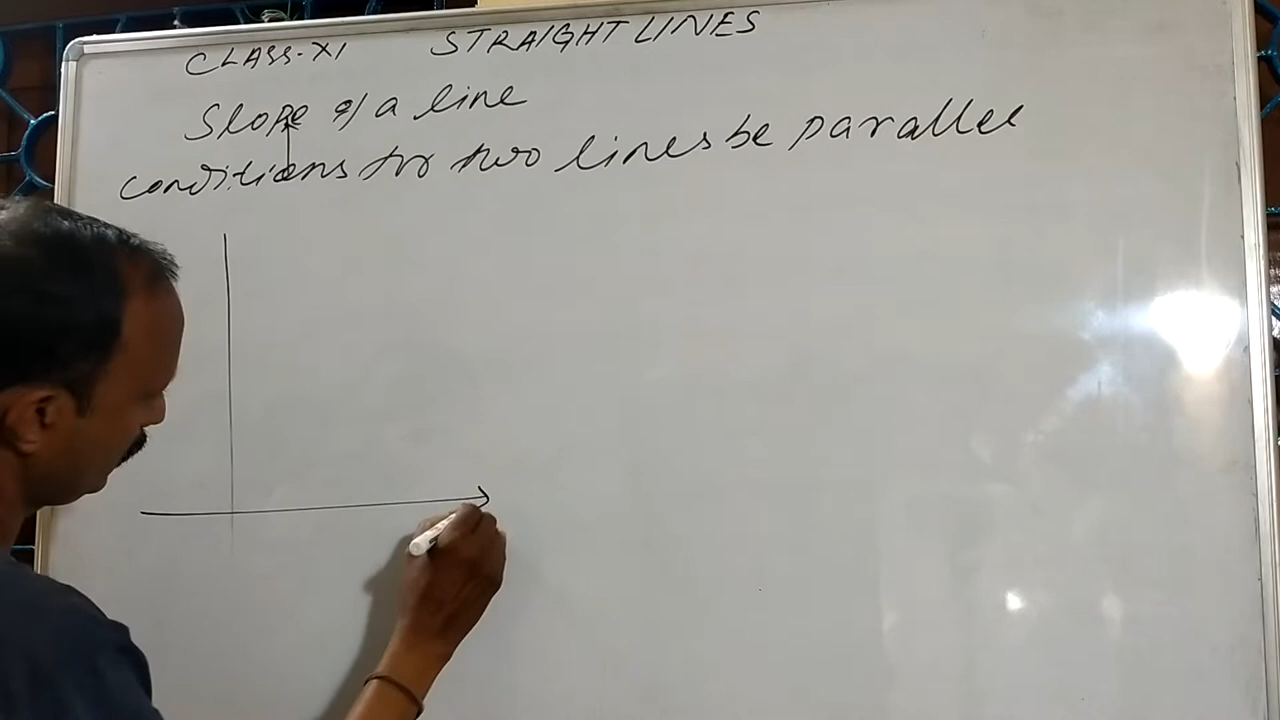 CLASS-XI STRAIGHT LINES
Slope of a line
conditions for two lines be parallel